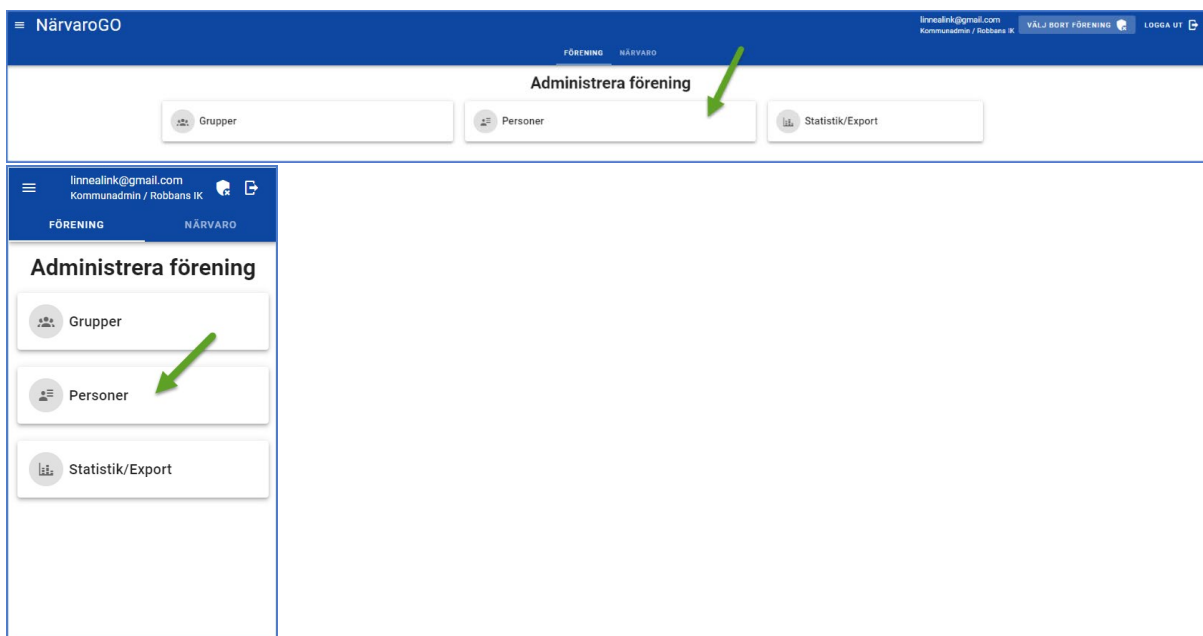 NärvaroGO
linnealink@gmail.com
Kommunadmin / Robbans IK
VÄLJ BORT FÖRENING
LOGGA UT
FÖRENING NÄRVARO
Administrera förening
Grupper
Personer
Statistik/Export
linnealink@gmail.com
Kommunadmin / Robbans IK
FÖRENING NÄRVARO
Administrera förening
Grupper
Personer
Statistik/Export